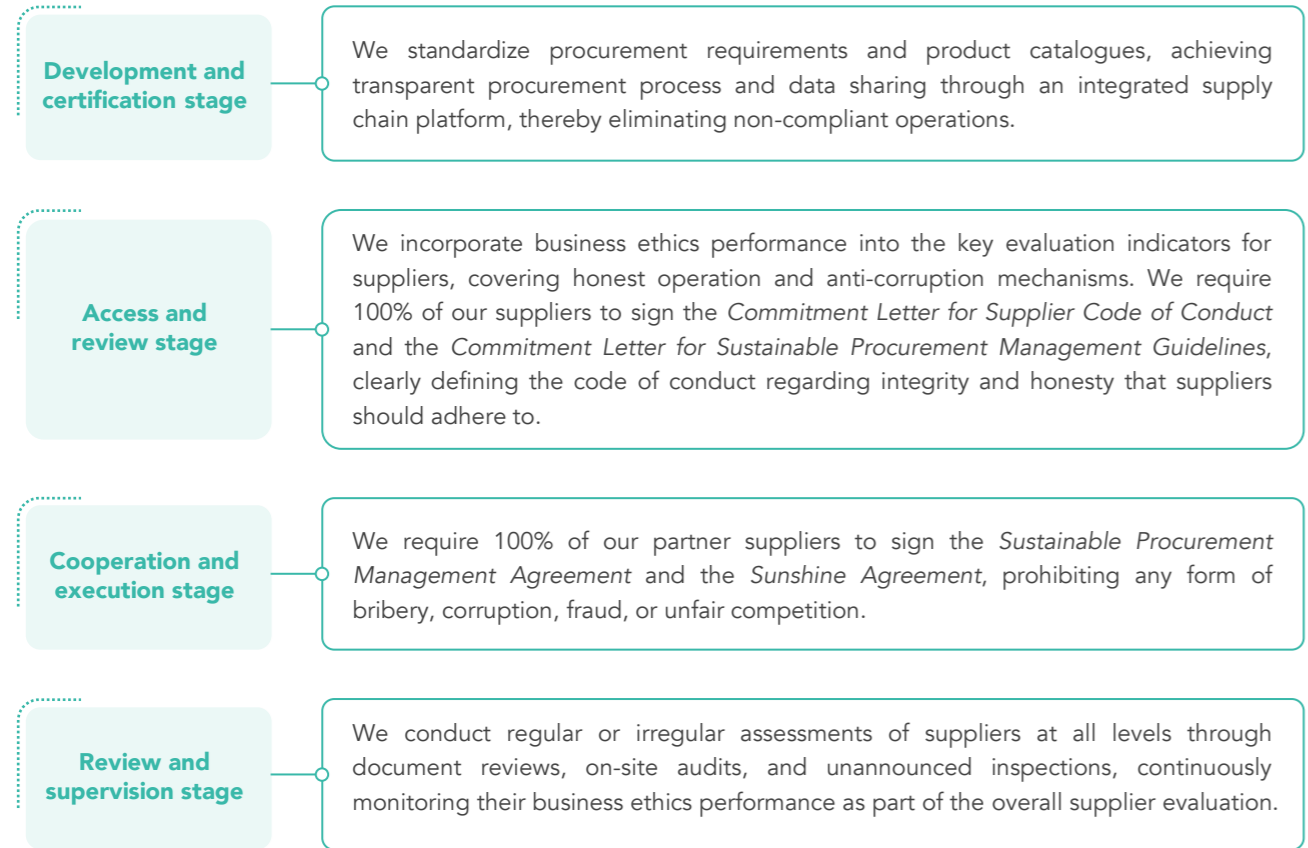 Development and
certification stage
We standardize procurement requirements and product catalogues, achieving
transparent procurement process and data sharing through an integrated supply
chain platform, thereby eliminating non-compliant operations.
Access and
review stage
We incorporate business ethics performance into the key evaluation indicators for
suppliers, covering honest operation and anti-corruption mechanisms. We require
100% of our suppliers to sign the Commitment Letter for Supplier Code of Conduct
and the Commitment Letter for Sustainable Procurement Management Guidelines,
clearly defining the code of conduct regarding integrity and honesty that suppliers
should adhere to.
Cooperation and
execution stage
We require 100% of our partner suppliers to sign the Sustainable Procurement
Management Agreement and the Sunshine Agreement, prohibiting any form of
bribery, corruption, fraud, or unfair competition.
Review and
supervision stage
We conduct regular or irregular assessments of suppliers at all levels through
document reviews, on-site audits, and unannounced inspections, continuously
monitoring their business ethics performance as part of the overall supplier evaluation.